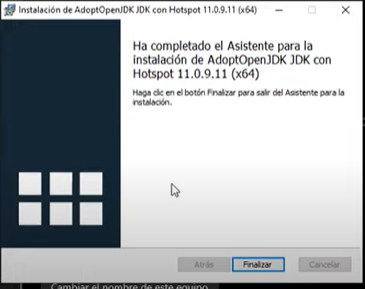 Instalación de AdoptOpenJDK JDK con Hotspot 11.0.9.11 (x64)
Ha completado el Asistente para la
instalación de AdoptOpenJDK JDK con
Hotspot 11.0.9.11 (x64)
Haga clic en el botón Finalizar para salir del Asistente para la
instalación.
Atrás
Finalizar
Cancelar
Cambiar el nombre de este equipo